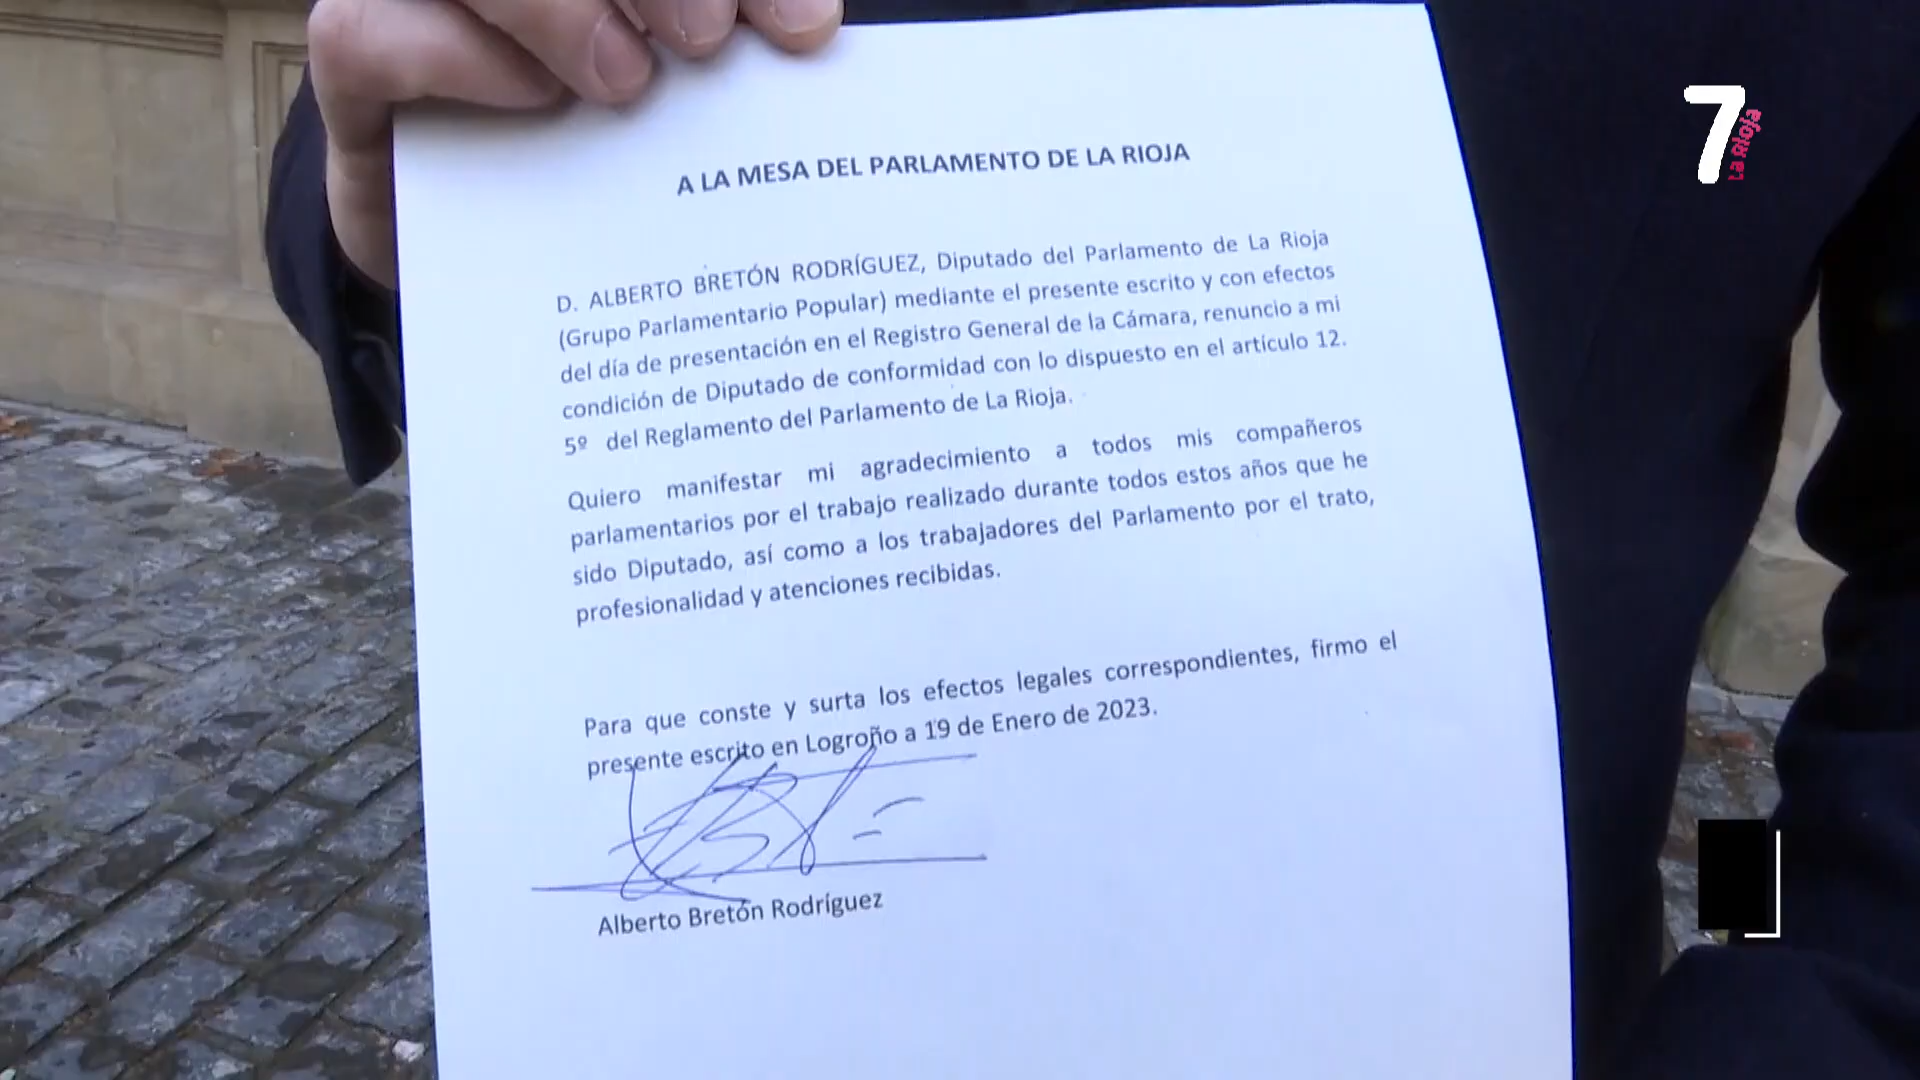 A LA MESA DEL PARLAMENTO DE LA RIOJA
D. ALBERTO BRETÓN RODRÍGUEZ, Diputado del Parlamento de La Rioja
(Grupo Parlamentario Popular) mediante el presente escrito y con efectos
del día de presentación en el Registro General de la Cámara, renuncio a mi
condición de Diputado de conformidad con lo dispuesto en el artículo 12.
5º del Reglamento del Parlamento de La Rioja.
Quiero manifestar mi agradecimiento a todos mis compañeros
parlamentarios por el trabajo realizado durante todos estos años que he
sido Diputado, así como a los trabajadores del Parlamento por el trato,
profesionalidad y atenciones recibidas.
Para que conste y surta los efectos legales correspondientes, firmo el
presente escrito en Logroño a 19 de Enero de 2023.
Alberto Bretón Rodríguez
7
La Rioja